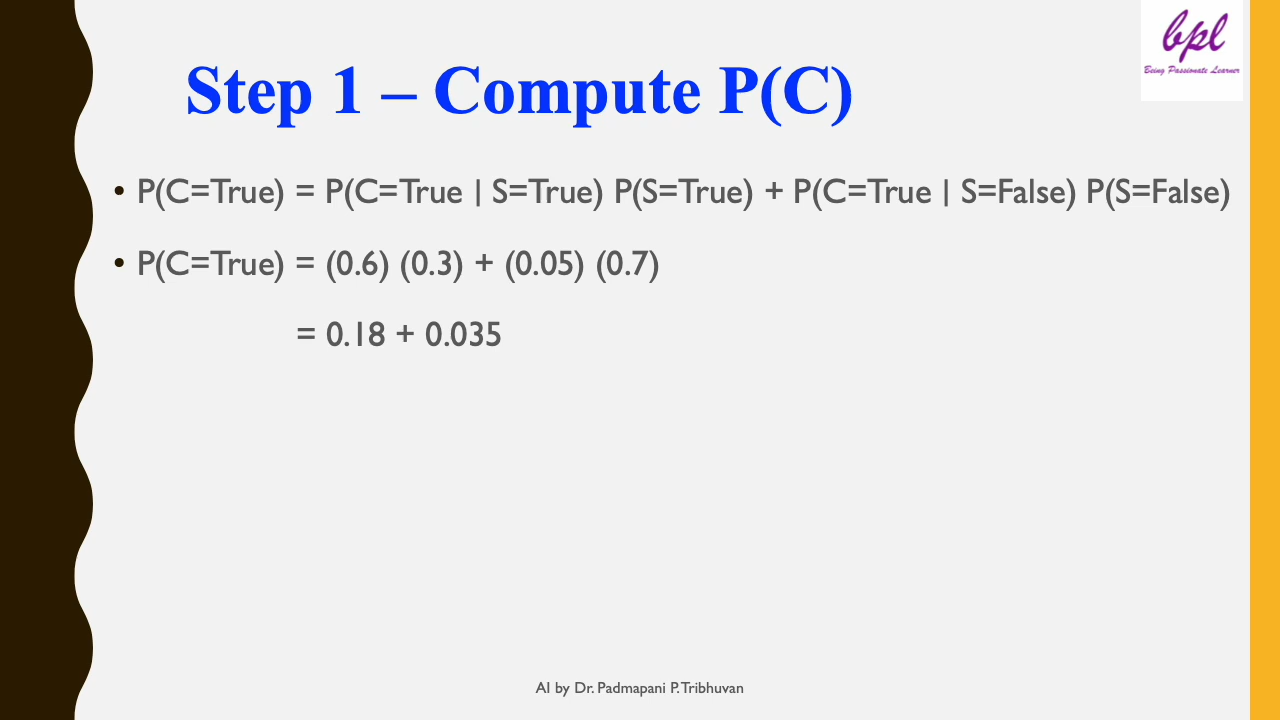 bpl
Being Passionate Learner
Step 1 – Compute P(C)
• P(C=True) = P(C=True | S=True) P(S=True) + P(C=True | S=False) P(S=False)
• P(C=True) = (0.6) (0.3) + (0.05) (0.7)
= 0.18 + 0.035
AI by Dr. Padmapani P. Tribhuvan